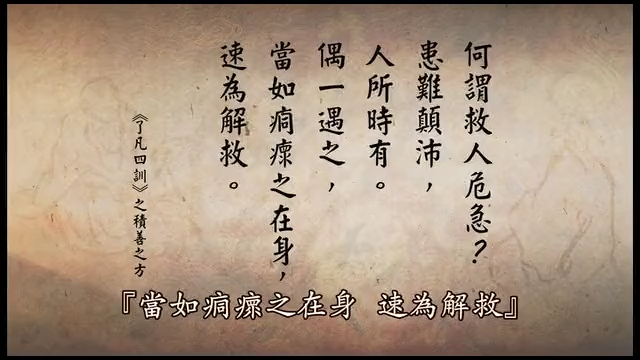 何謂救人危急？
患難顛沛，
人所時有。
偶一遇之，
當如痌瘝之在身，
速為解救。
《了凡四訓》之積善之方
『當如痌瘝之在身 速為解救』